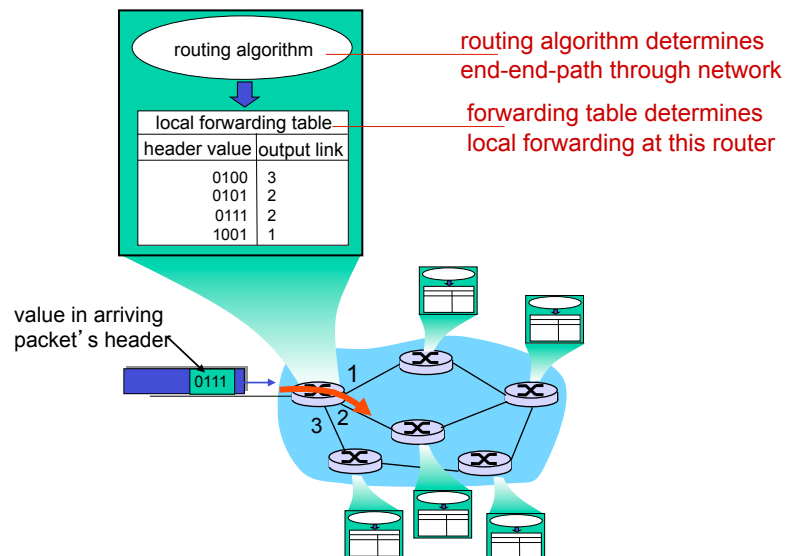 routing algorithm
routing algorithm determines
end-end-path through network
local forwarding table
forwarding table determines
local forwarding at this router
header value output link
0100 3
0101 2
0111 2
1001 1
value in arriving
packet’s header
0111
1
2
3